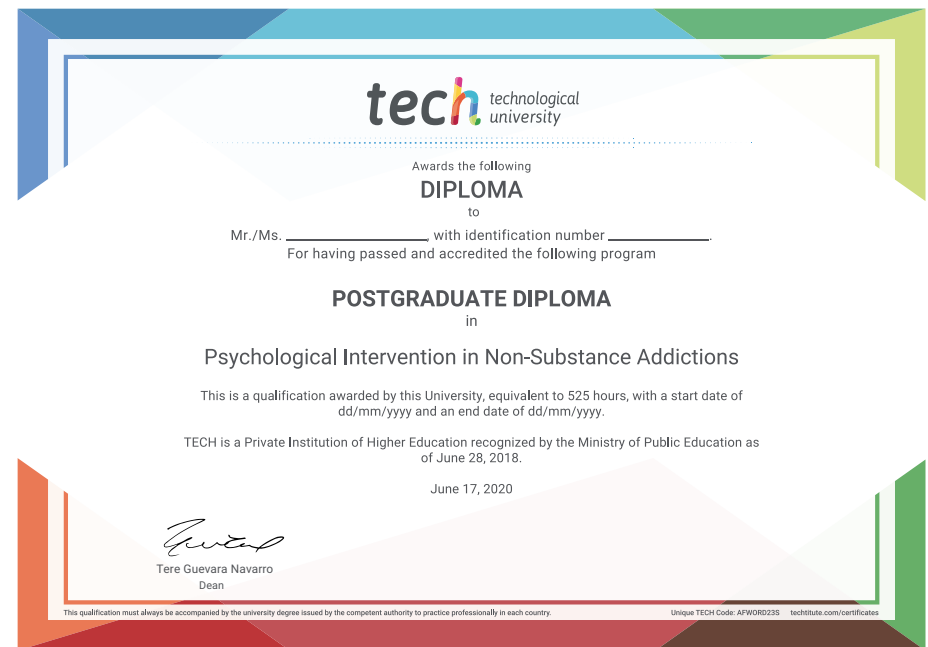 tech technological
university
Awards the following
DIPLOMA
to
Mr./Ms. ____________________, with identification number ______________.
For having passed and accredited the following program
POSTGRADUATE DIPLOMA
in
Psychological Intervention in Non-Substance Addictions
This is a qualification awarded by this University, equivalent to 525 hours, with a start date of
dd/mm/yyyy and an end date of dd/mm/yyyy.
TECH is a Private Institution of Higher Education recognized by the Ministry of Public Education as
of June 28, 2018.
June 17, 2020
Tere Guevara Navarro
Dean
This qualification must always be accompanied by the university degree issued by the competent authority to practice professionally in each country. Unique TECH Code: AFWORD23S techtitute.com/certificates